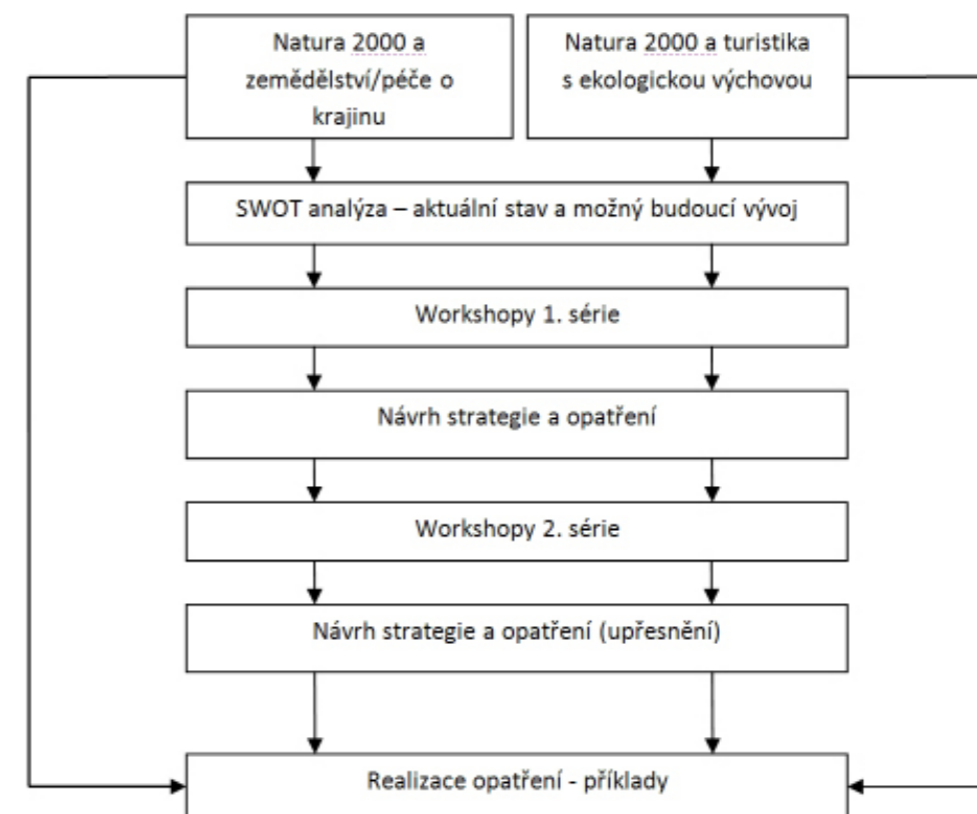 Natura 2000 a
zemědělství/péče o
krajinu
Natura 2000 a turistika
s ekologickou výchovou
SWOT analýza – aktuální stav a možný budoucí vývoj
Workshopy 1. série
Návrh strategie a opatření
Workshopy 2. série
Návrh strategie a opatření (upřesnění)
Realizace opatření - příklady